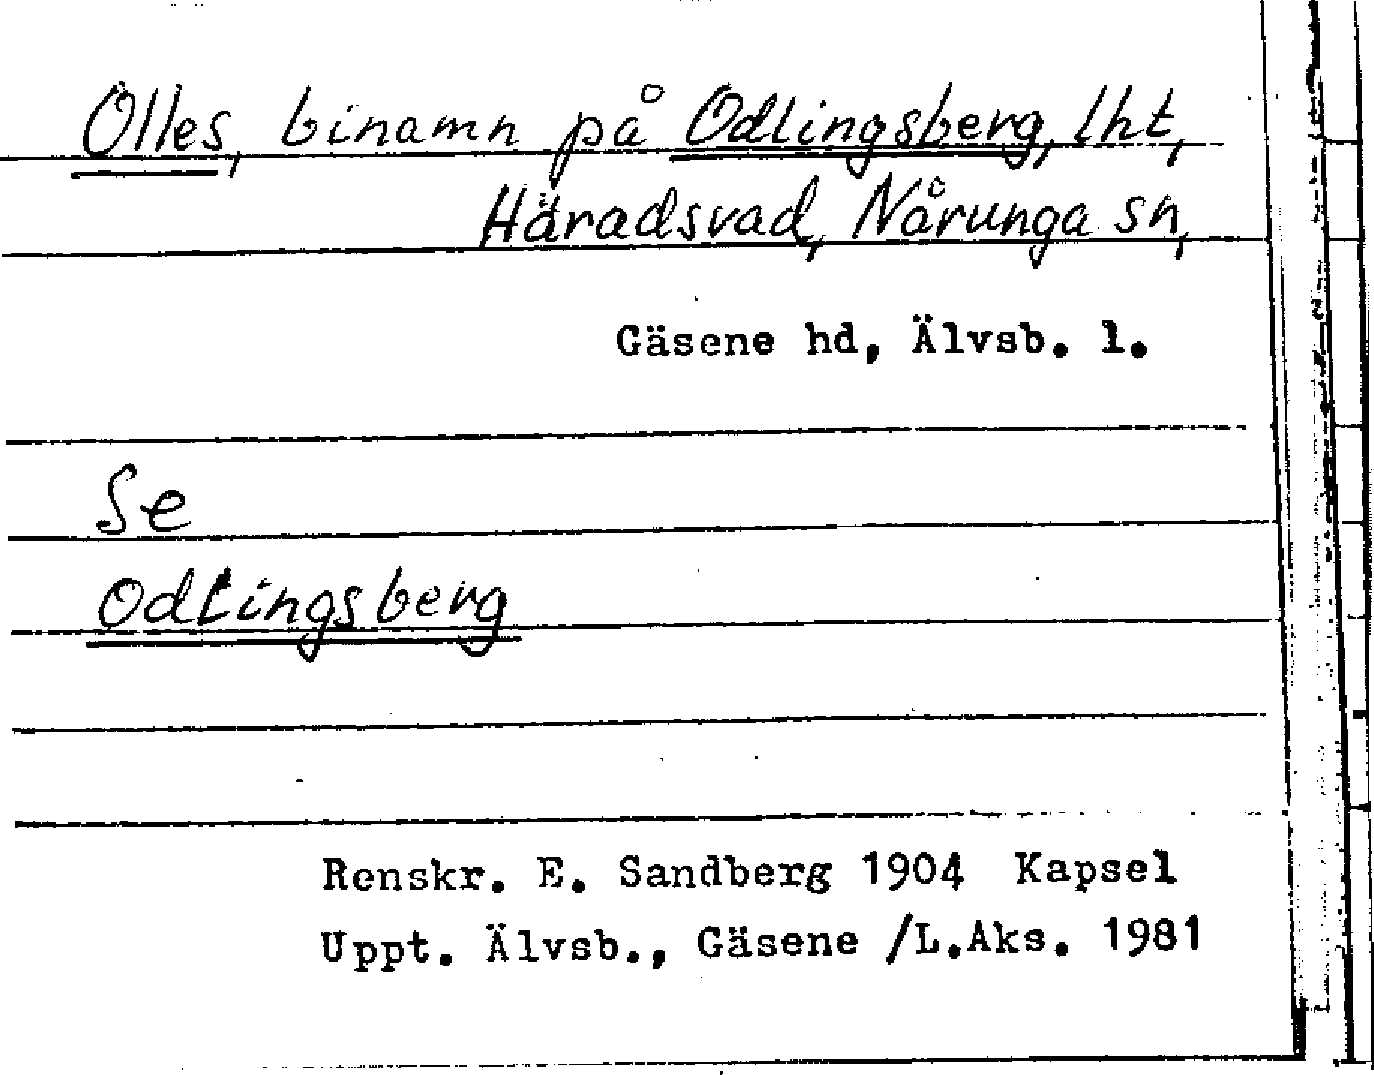 Olles, binamn på Odlingsberg, lht,
Häradsvad, Nårunga sn,
Gäsene hd, Älvsb. l.
Se
Odlingsberg
Renskr. E. Sandberg 1904 Kapsel
Uppt. Älvsb., Gäsene /L.Aks. 1981